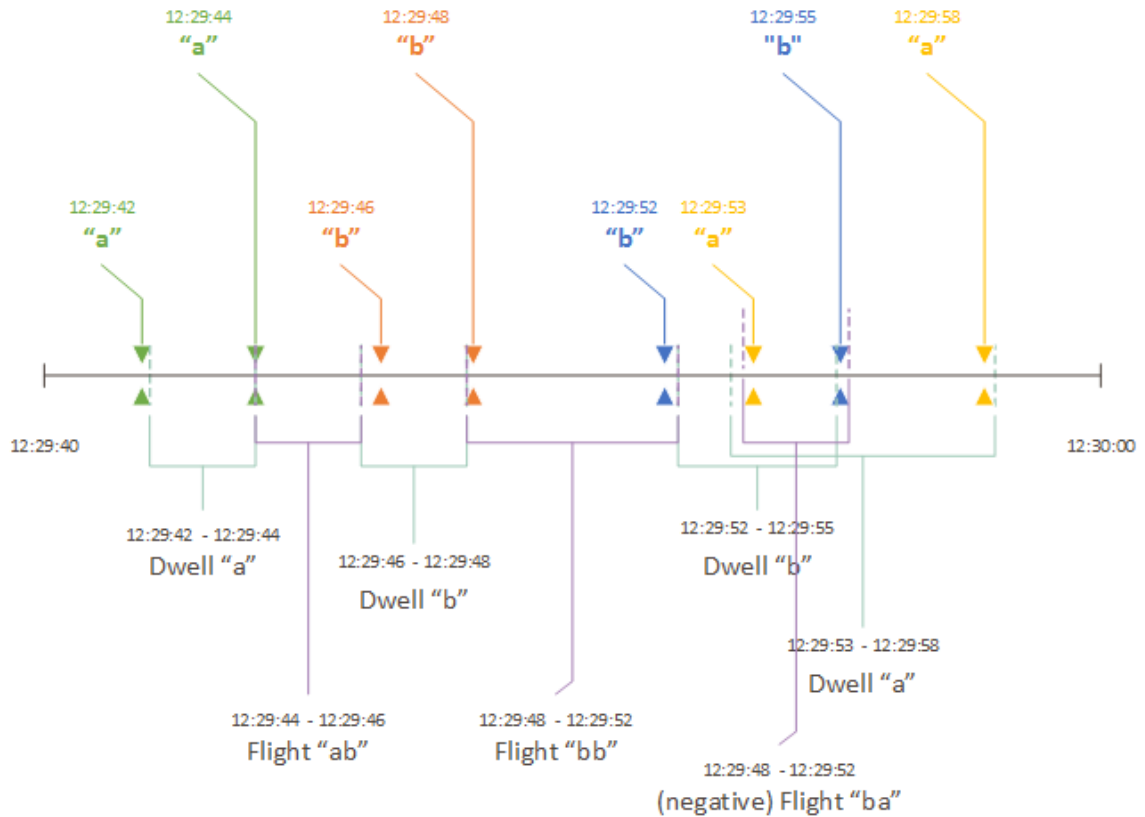 12:29:44
“a”
12:29:48
“b”
12:29:55
"b"
12:29:58
“a”
12:29:42
“a”
12:29:46
“b”
12:29:52
“b”
12:29:53
“a”
12:29:40
12:30:00
12:29:42 - 12:29:44
Dwell “a”
12:29:46 - 12:29:48
Dwell “b”
12:29:52 - 12:29:55
Dwell “b”
12:29:53 - 12:29:58
Dwell “a”
12:29:44 - 12:29:46
Flight “ab”
12:29:48 - 12:29:52
Flight “bb”
12:29:48 - 12:29:52
(negative) Flight “ba”